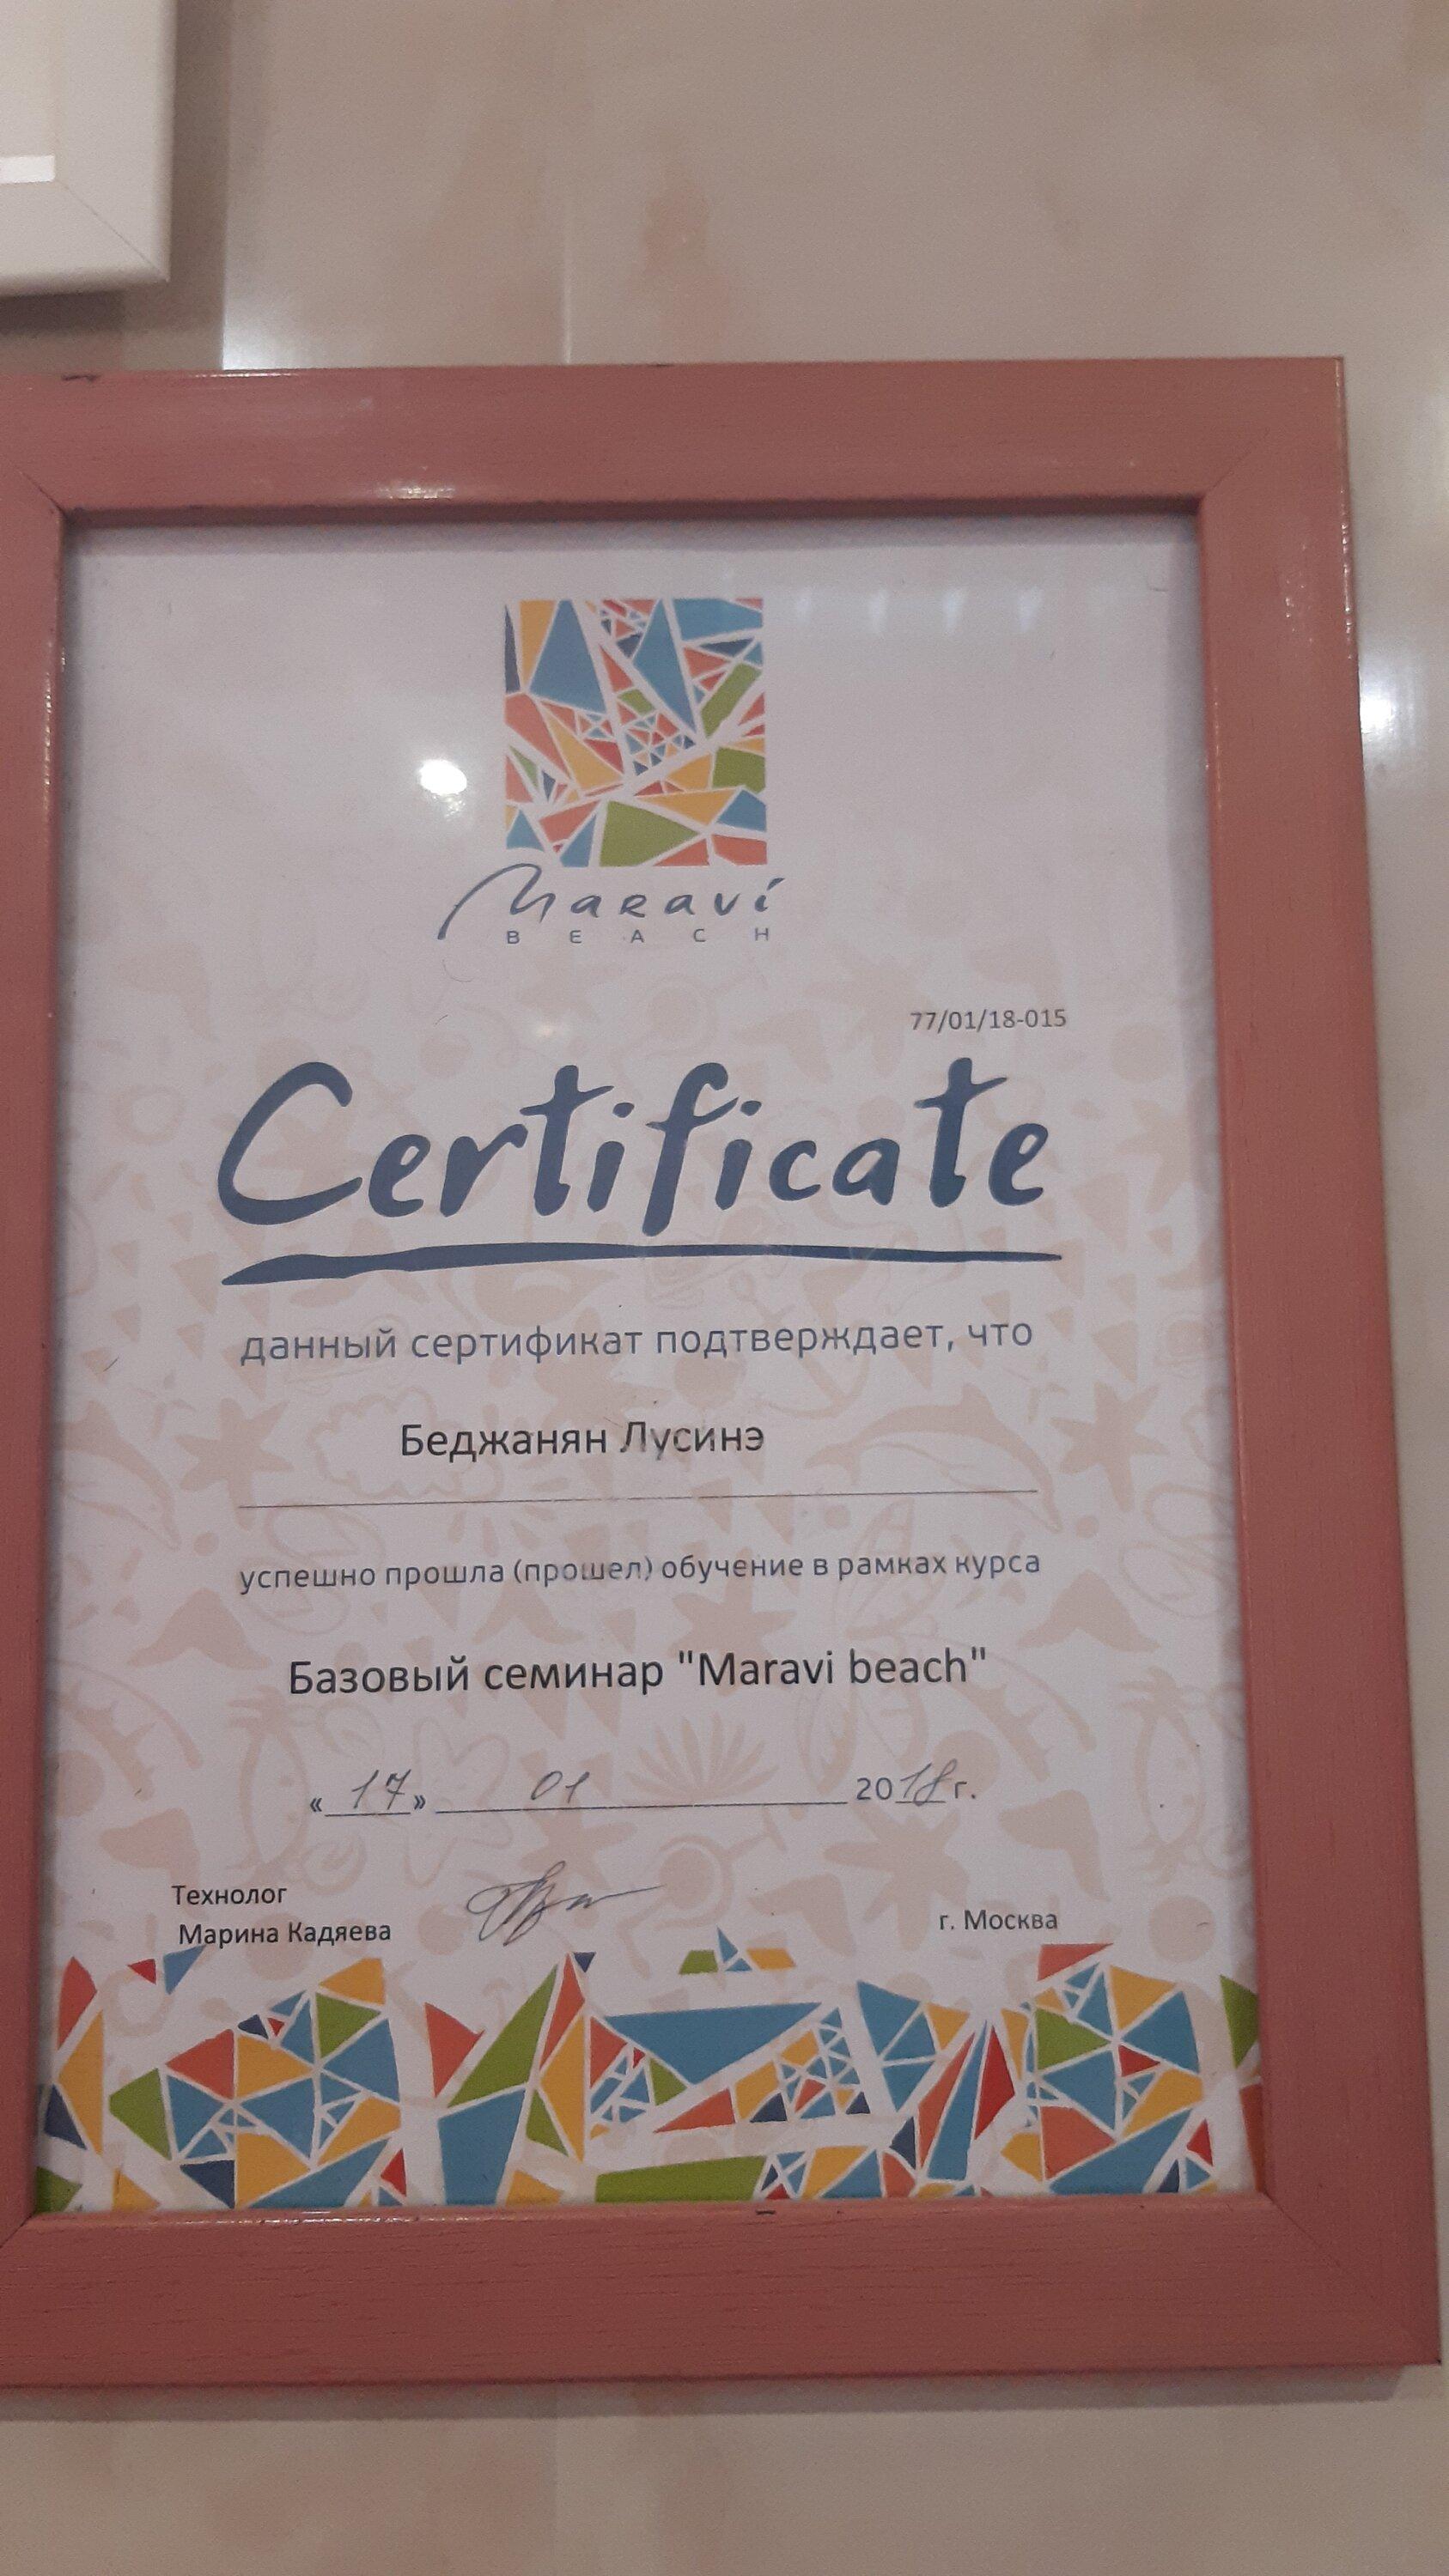 Maravi
BEACH
77/01/18-015
Certificate
данный сертификат подтверждает, что
Беджанян Лусинэ
успешно прошла (прошел) обучение в рамках курса
Базовый семинар "Maravi beach"
«17» 01 2018 г.
Технолог
Марина Кадяева
г. Москва